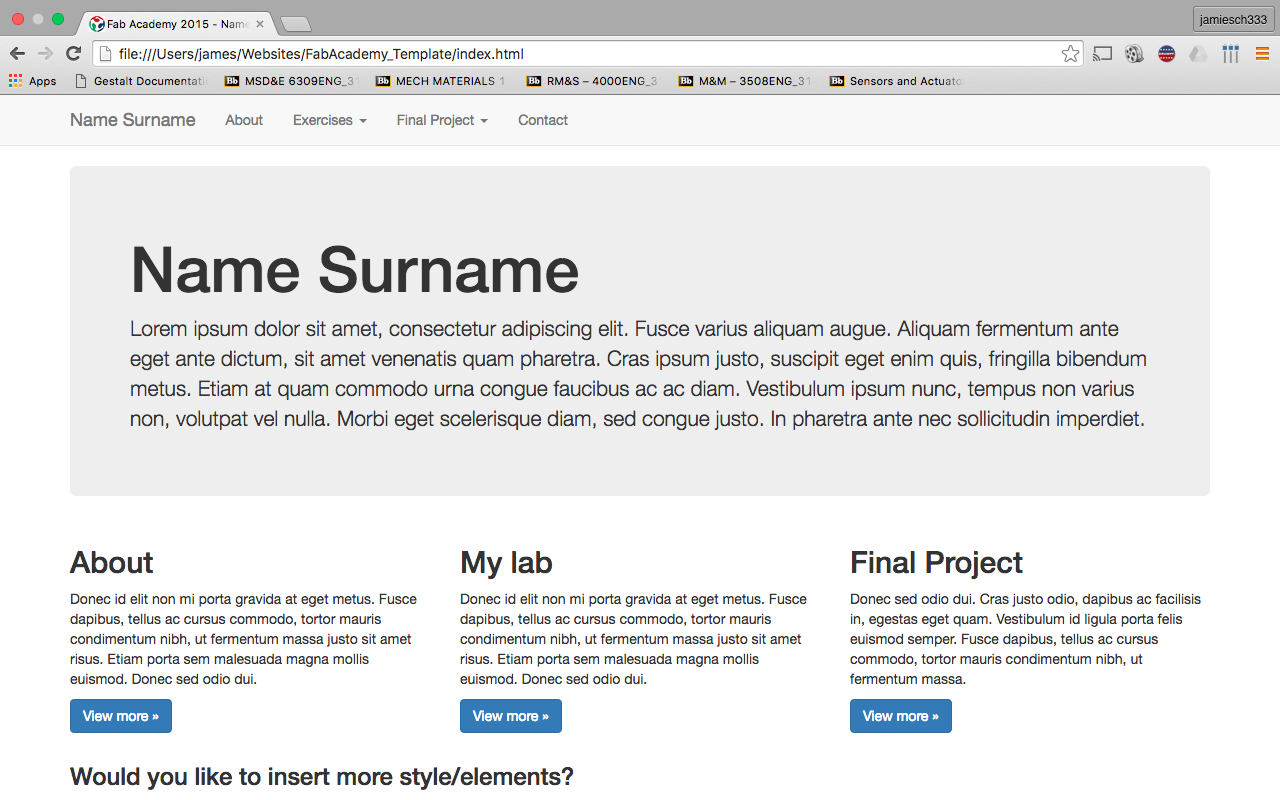 Fab Academy 2015 - Name
jamiesch333
file:///Users/james/Websites/FabAcademy_Template/index.html
Apps Gestalt Documentati Bb MSD&E 6309ENG_31 Bb MECH MATERIALS 1 Bb RM&S – 4000ENG_3 Bb M&M – 3508ENG_31 Bb Sensors and Actuato
Name Surname About Exercises Final Project Contact
Name Surname
Lorem ipsum dolor sit amet, consectetur adipiscing elit. Fusce varius aliquam augue. Aliquam fermentum ante
eget ante dictum, sit amet venenatis quam pharetra. Cras ipsum justo, suscipit eget enim quis, fringilla bibendum
metus. Etiam at quam commodo urna congue faucibus ac ac diam. Vestibulum ipsum nunc, tempus non varius
non, volutpat vel nulla. Morbi eget scelerisque diam, sed congue justo. In pharetra ante nec sollicitudin imperdiet.
About
Donec id elit non mi porta gravida at eget metus. Fusce
dapibus, tellus ac cursus commodo, tortor mauris
condimentum nibh, ut fermentum massa justo sit amet
risus. Etiam porta sem malesuada magna mollis
euismod. Donec sed odio dui.
View more »
My lab
Donec id elit non mi porta gravida at eget metus. Fusce
dapibus, tellus ac cursus commodo, tortor mauris
condimentum nibh, ut fermentum massa justo sit amet
risus. Etiam porta sem malesuada magna mollis
euismod. Donec sed odio dui.
View more »
Final Project
Donec sed odio dui. Cras justo odio, dapibus ac facilisis
in, egestas eget quam. Vestibulum id ligula porta felis
euismod semper. Fusce dapibus, tellus ac cursus
commodo, tortor mauris condimentum nibh, ut
fermentum massa.
View more »
Would you like to insert more style/elements?